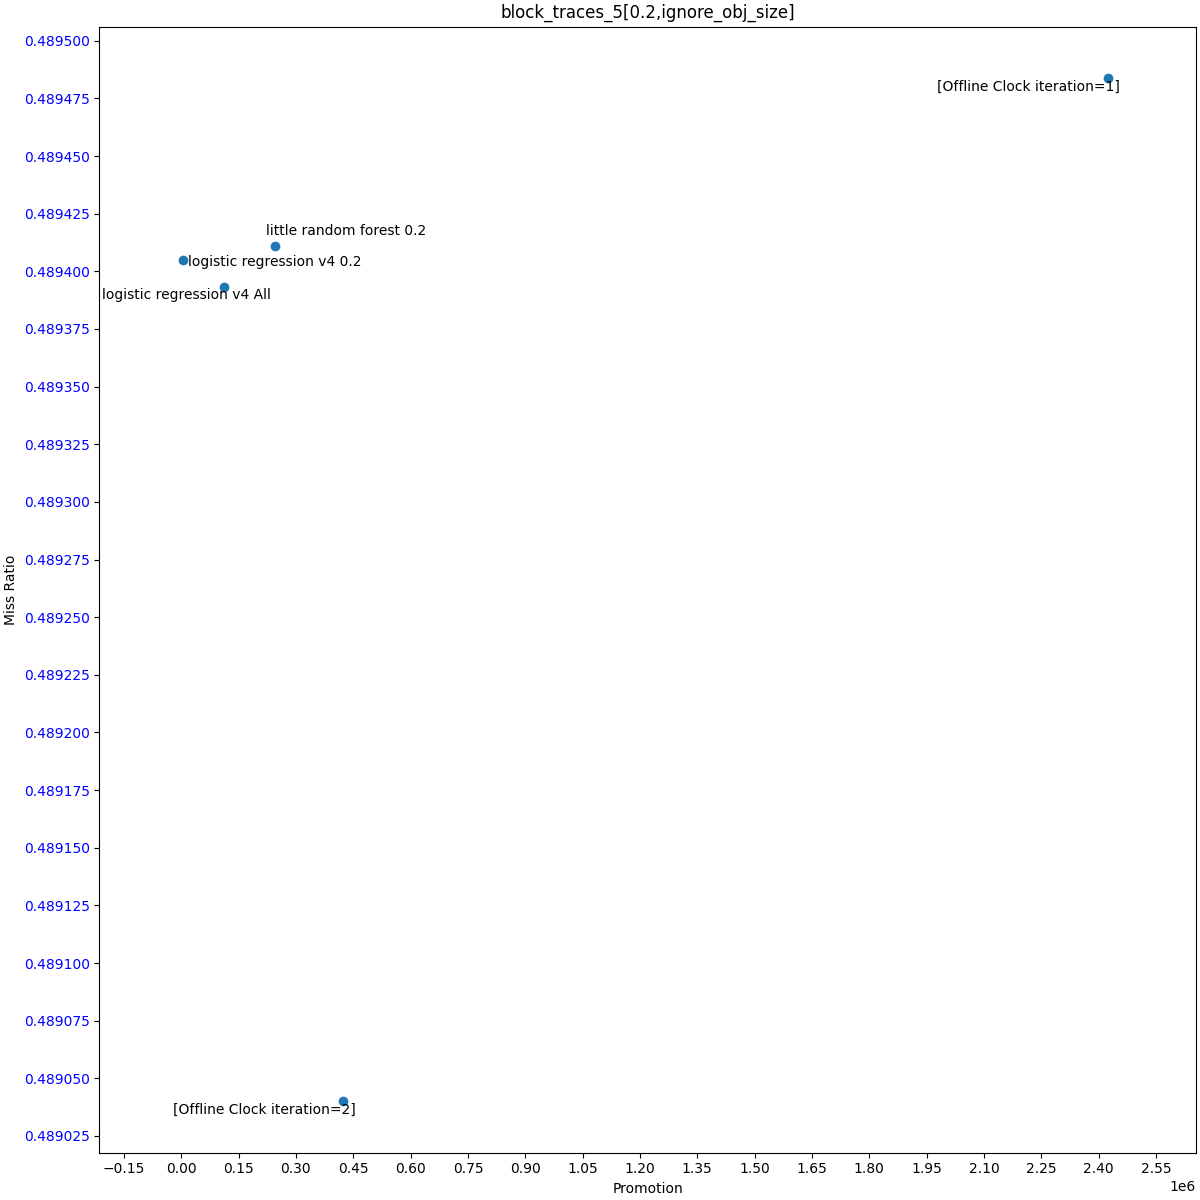 block_traces_5[0.2,ignore_obj_size]
0.489500
[Offline Clock iteration=1]
0.489475
0.489450
0.489425
little random forest 0.2
logistic regression v4 0.2
0.489400
logistic regression v4 All
0.489375
0.489350
0.489325
0.489300
0.489275
Miss Ratio
0.489250
0.489225
0.489200
0.489175
0.489150
0.489125
0.489100
0.489075
0.489050
[Offline Clock iteration=2]
0.489025
−0.15 0.00 0.15 0.30 0.45 0.60 0.75 0.90 1.05 1.20 1.35 1.50 1.65 1.80 1.95 2.10 2.25 2.40 2.55
1e6
Promotion